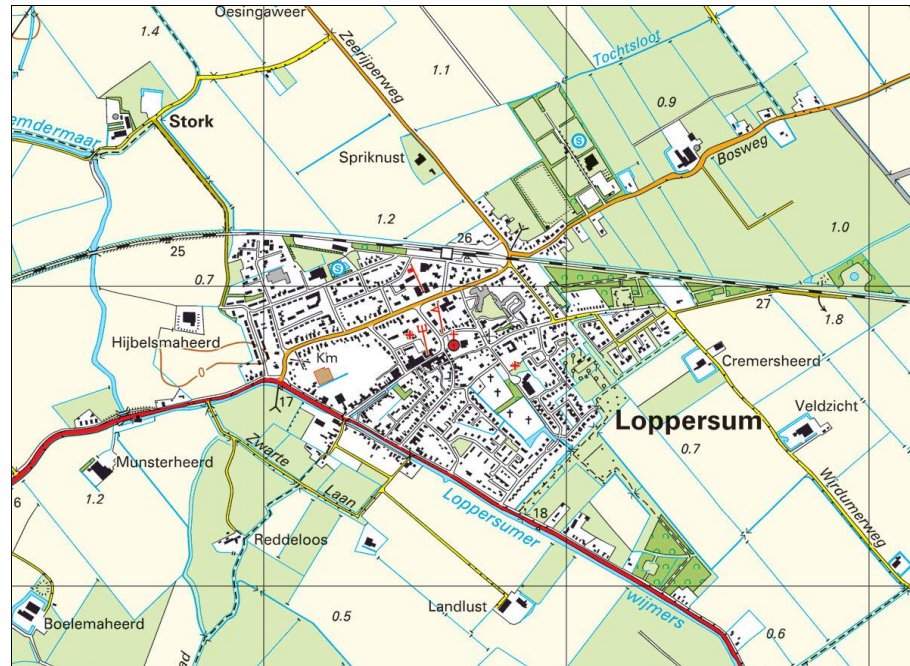 Oesingaweer
1.4
Zeerijperweg
1.1
Tochtsloot
0.9
Stork
emdermaar
Spriknust
S
Bosweg
1.2
1.0
26
25
S
0.7
27
1.8
Hijbelsmaheerd
0
Km
Cremersheerd
17
Loppersum
Veldzicht
0.7
Munsterheerd
Zwarte
Laan
1.2
6
Loppersumer
18
Wirdumerweg
Reddeloos
Landlust
wijmers
0.5
0.6
Boelemaheerd
ad